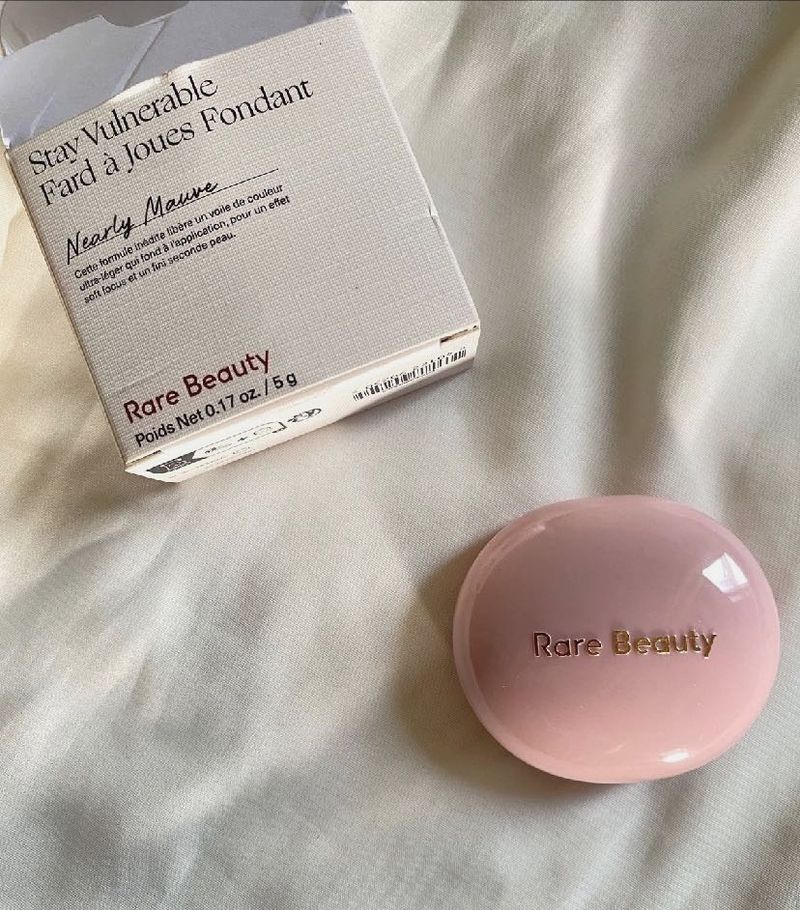 Stay Vulnerable
Fard à Joues Fondant
Nearly Mauve
Cette formule inédite libère un voile de couleur
ultra-léger qui fond à l'application, pour un effet
soft focus et un fini seconde peau.
Rare Beauty
Poids Net 0.17 oz. / 5 g
Rare Beauty